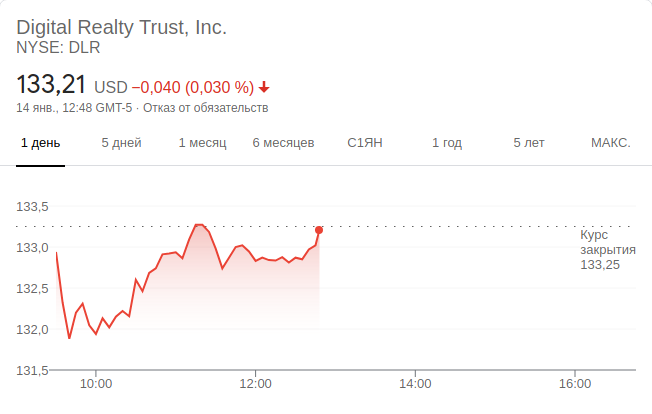 Digital Realty Trust, Inc.
NYSE: DLR
133,21 USD −0,040 (0,030 %)
14 янв., 12:48 GMT-5 · Отказ от обязательств
1 день 5 дней 1 месяц 6 месяцев С1ЯН 1 год 5 лет МАКС.
133,5
133,0
132,5
132,0
131,5
Курс
закрытия
133,25
10:00 12:00 14:00 16:00